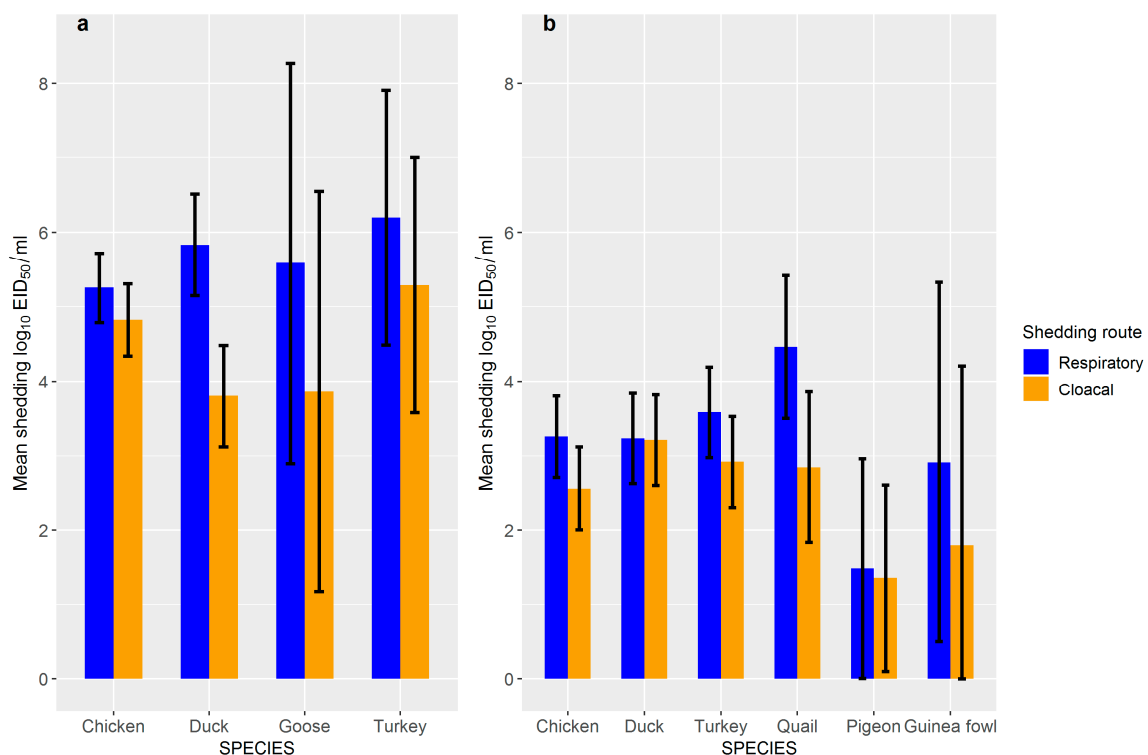 a
b
Mean shedding log₁₀ EID₅₀/ml
8
6
4
2
0
Chicken Duck Goose Turkey
SPECIES
Mean shedding log₁₀ EID₅₀/ml
8
6
4
2
0
Chicken Duck Turkey Quail Pigeon Guinea fowl
SPECIES
Shedding route
Respiratory
Cloacal